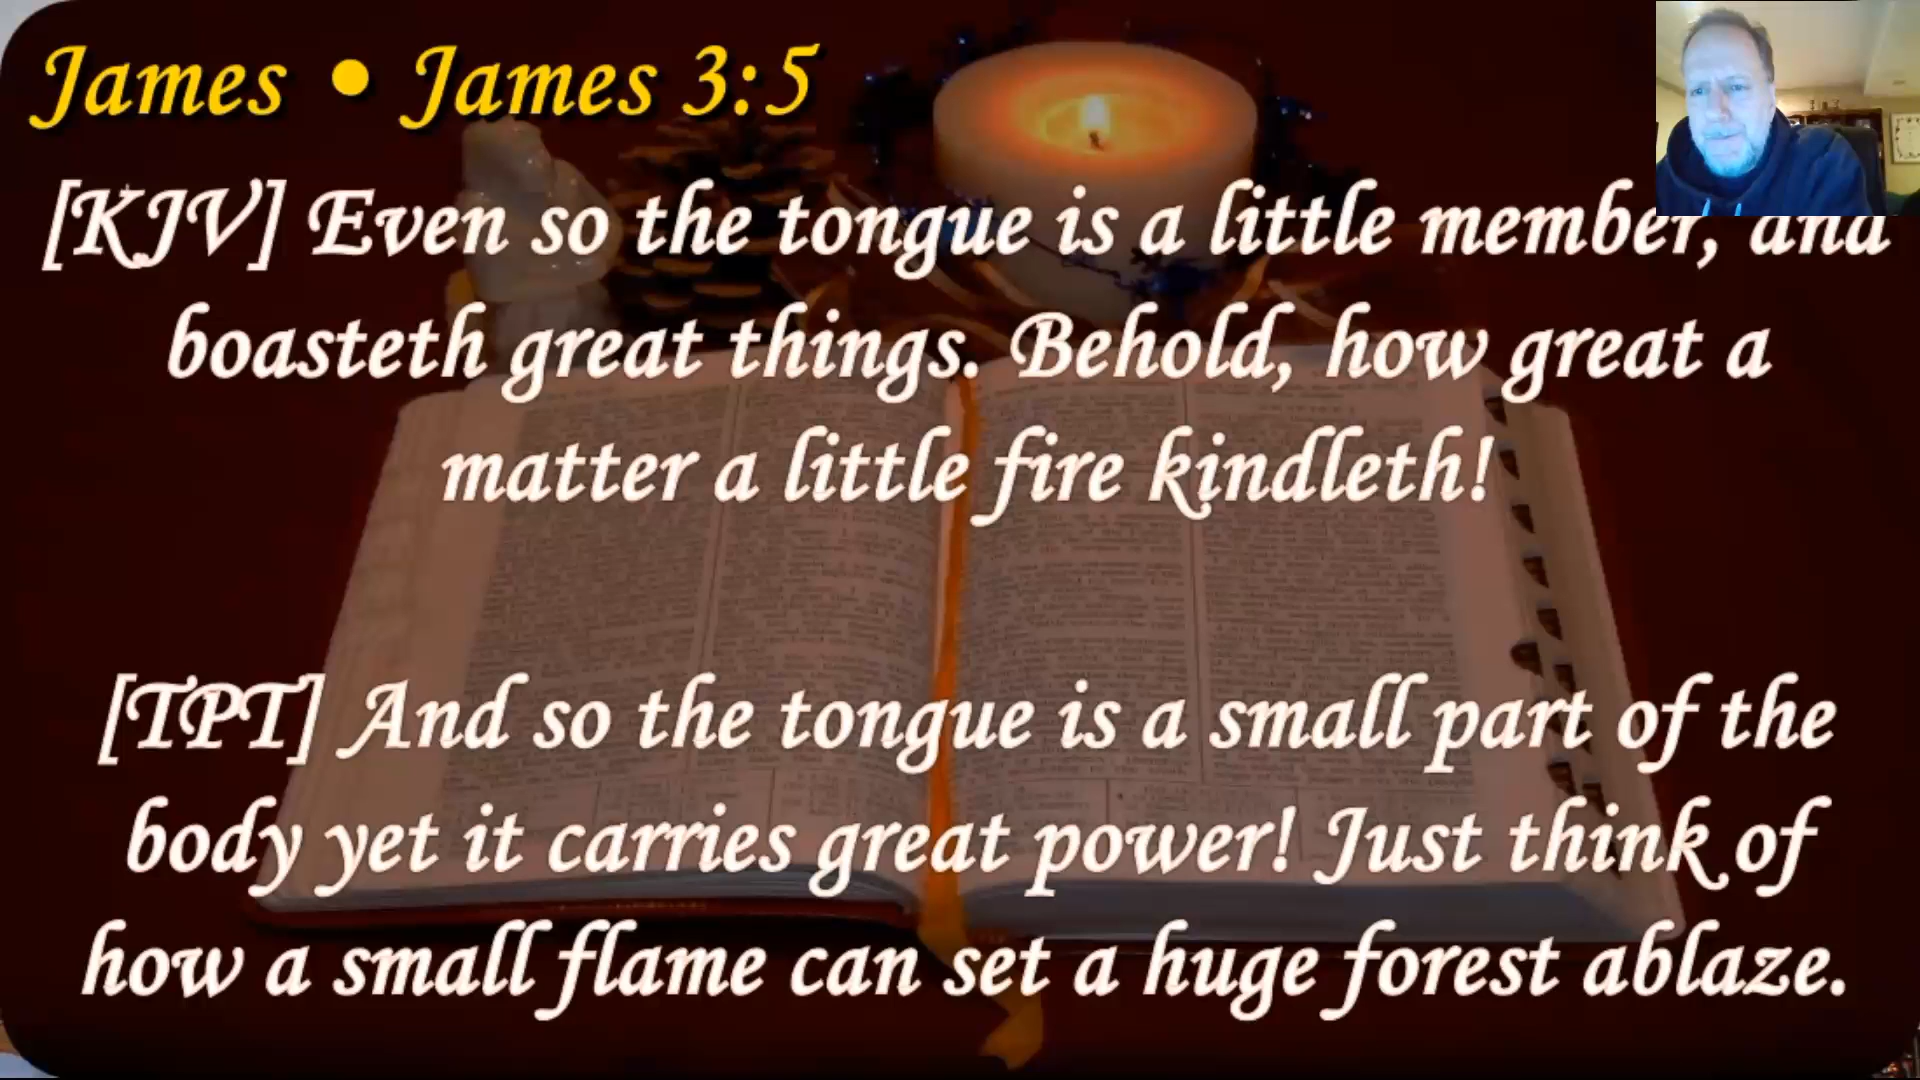 James • James 3:5
[KJV] Even so the tongue is a little member, and
boasteth great things. Behold, how great a
matter a little fire kindleth!
[TPT] And so the tongue is a small part of the
body yet it carries great power! Just think of
how a small flame can set a huge forest ablaze.